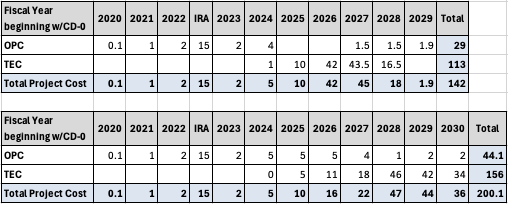 Fiscal Year beginning w/CD-0 2020 2021 2022 IRA 2023 2024 2025 2026 2027 2028 2029 Total
OPC 0.1 1 2 15 2 4 1.5 1.5 1.9 29
TEC 1 10 42 43.5 16.5 113
Total Project Cost 0.1 1 2 15 2 5 10 42 45 18 1.9 142
Fiscal Year beginning w/CD-0 2020 2021 2022 IRA 2023 2024 2025 2026 2027 2028 2029 2030 Total
OPC 0.1 1 2 15 2 5 5 5 4 1 2 2 44.1
TEC 0 5 11 18 46 42 34 156
Total Project Cost 0.1 1 2 15 2 5 10 16 22 47 44 36 200.1